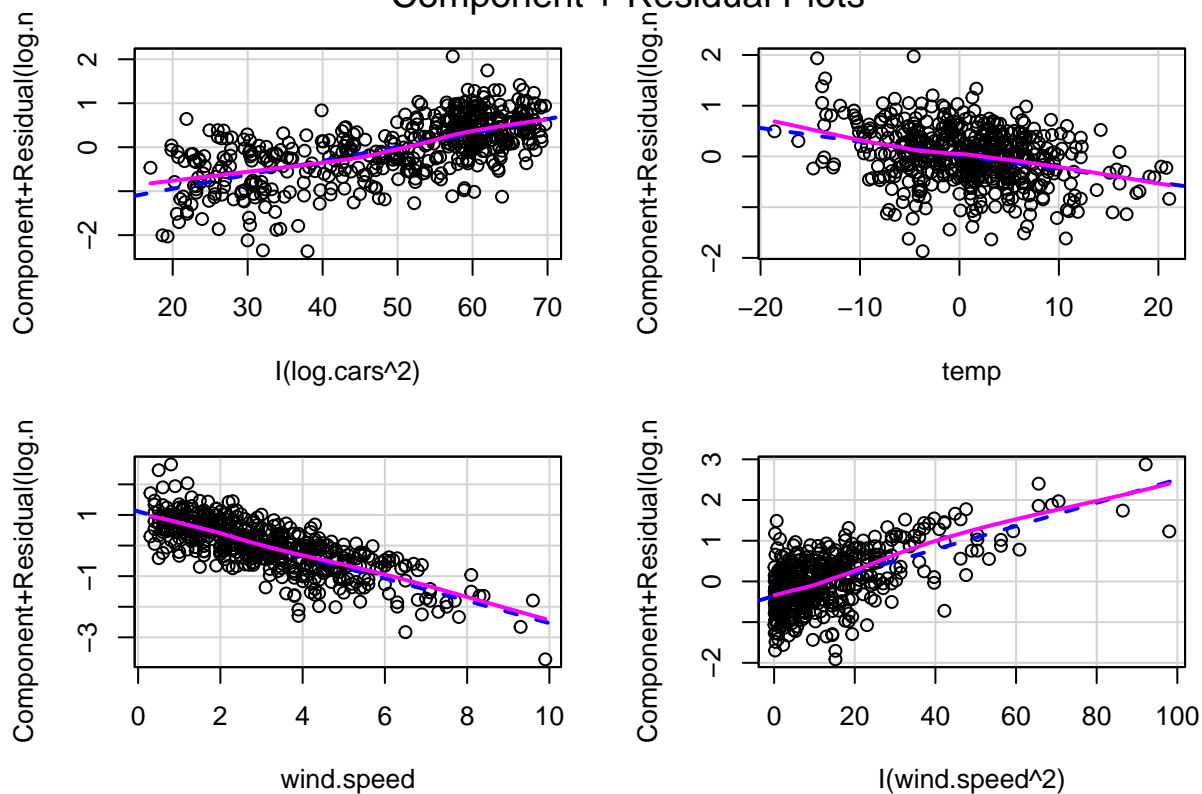 Component + Residual Plots
Component+Residual(log.n
2
1
0
−2
20 30 40 50 60 70
I(log.cars^2)
Component+Residual(log.n
2
1
0
−2
−20 −10 0 10 20
temp
Component+Residual(log.n
1
−1
−3
0 2 4 6 8 10
wind.speed
Component+Residual(log.n
3
2
1
0
−2
0 20 40 60 80 100
I(wind.speed^2)